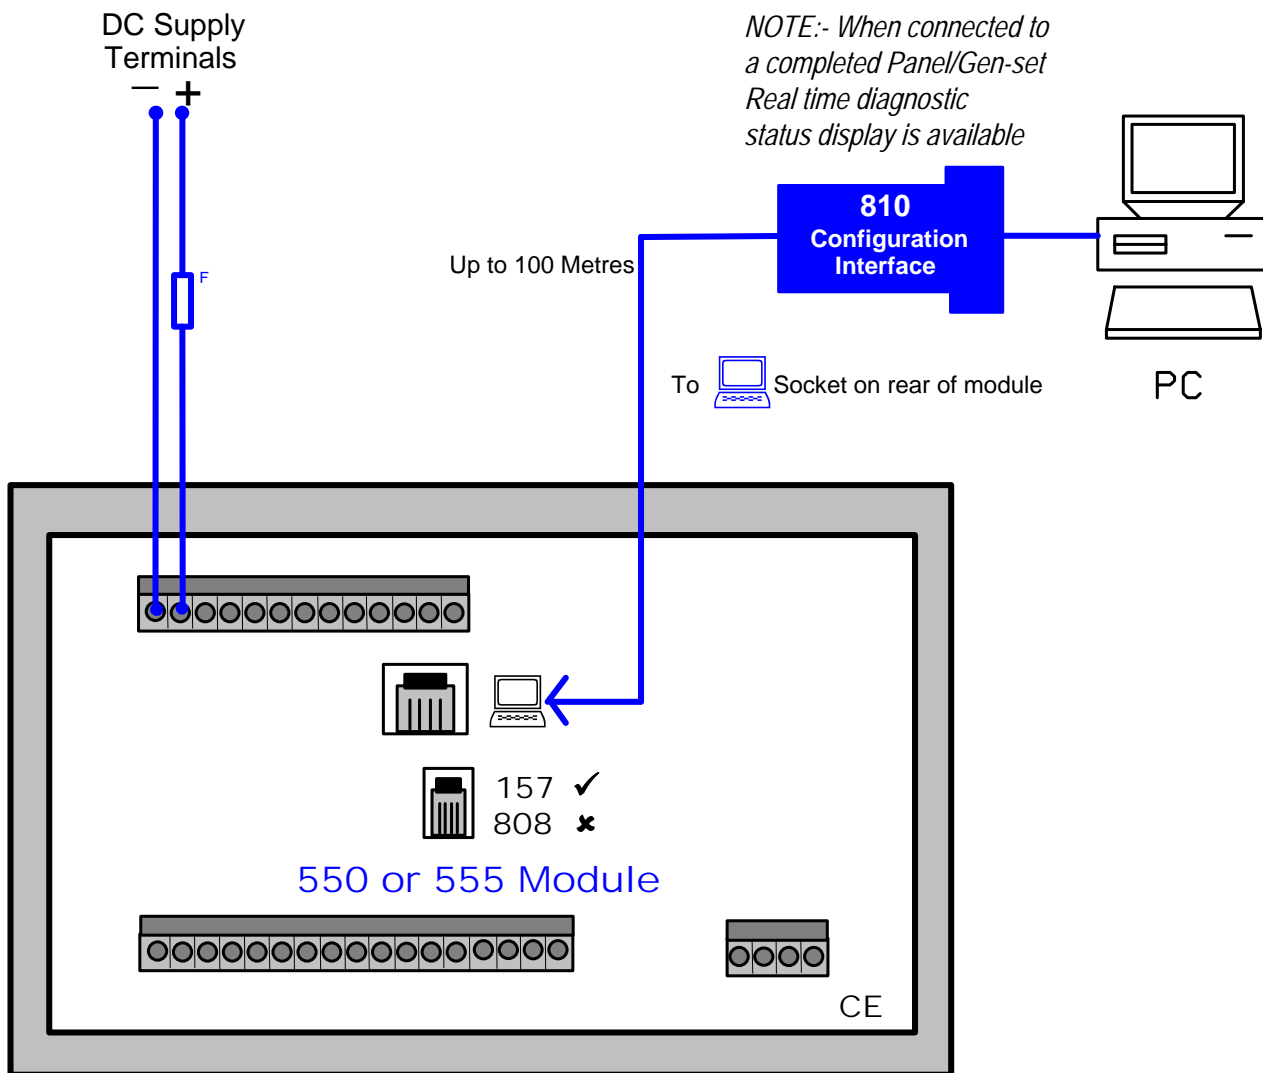 DC Supply
Terminals
– +
NOTE:- When connected to
a completed Panel/Gen-set
Real time diagnostic
status display is available
810
Configuration
Interface
Up to 100 Metres
F
To Socket on rear of module
PC
157 ✓
808 ✘
550 or 555 Module
CE